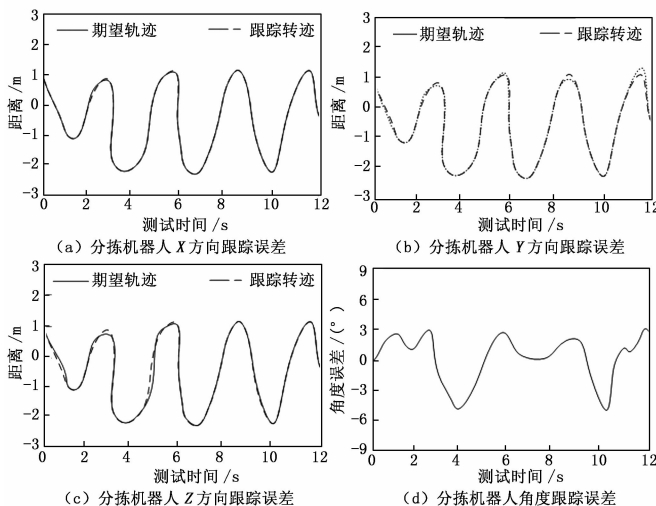 3
期望轨迹 跟踪转迹
2
1
0
-1
-2
-3
距离/m
0 2 4 6 8 10 12
测试时间/s
(a)分拣机器人X方向跟踪误差
3
期望轨迹 跟踪转迹
2
1
0
-1
-2
-3
距离/m
0 2 4 6 8 10 12
测试时间/s
(b)分拣机器人Y方向跟踪误差
3
期望轨迹 跟踪转迹
2
1
0
-1
-2
-3
距离/m
0 2 4 6 8 10 12
测试时间/s
(c)分拣机器人Z方向跟踪误差
9
6
3
0
-3
-6
-9
角度误差/(°)
0 2 4 6 8 10 12
测试时间/s
(d)分拣机器人角度跟踪误差